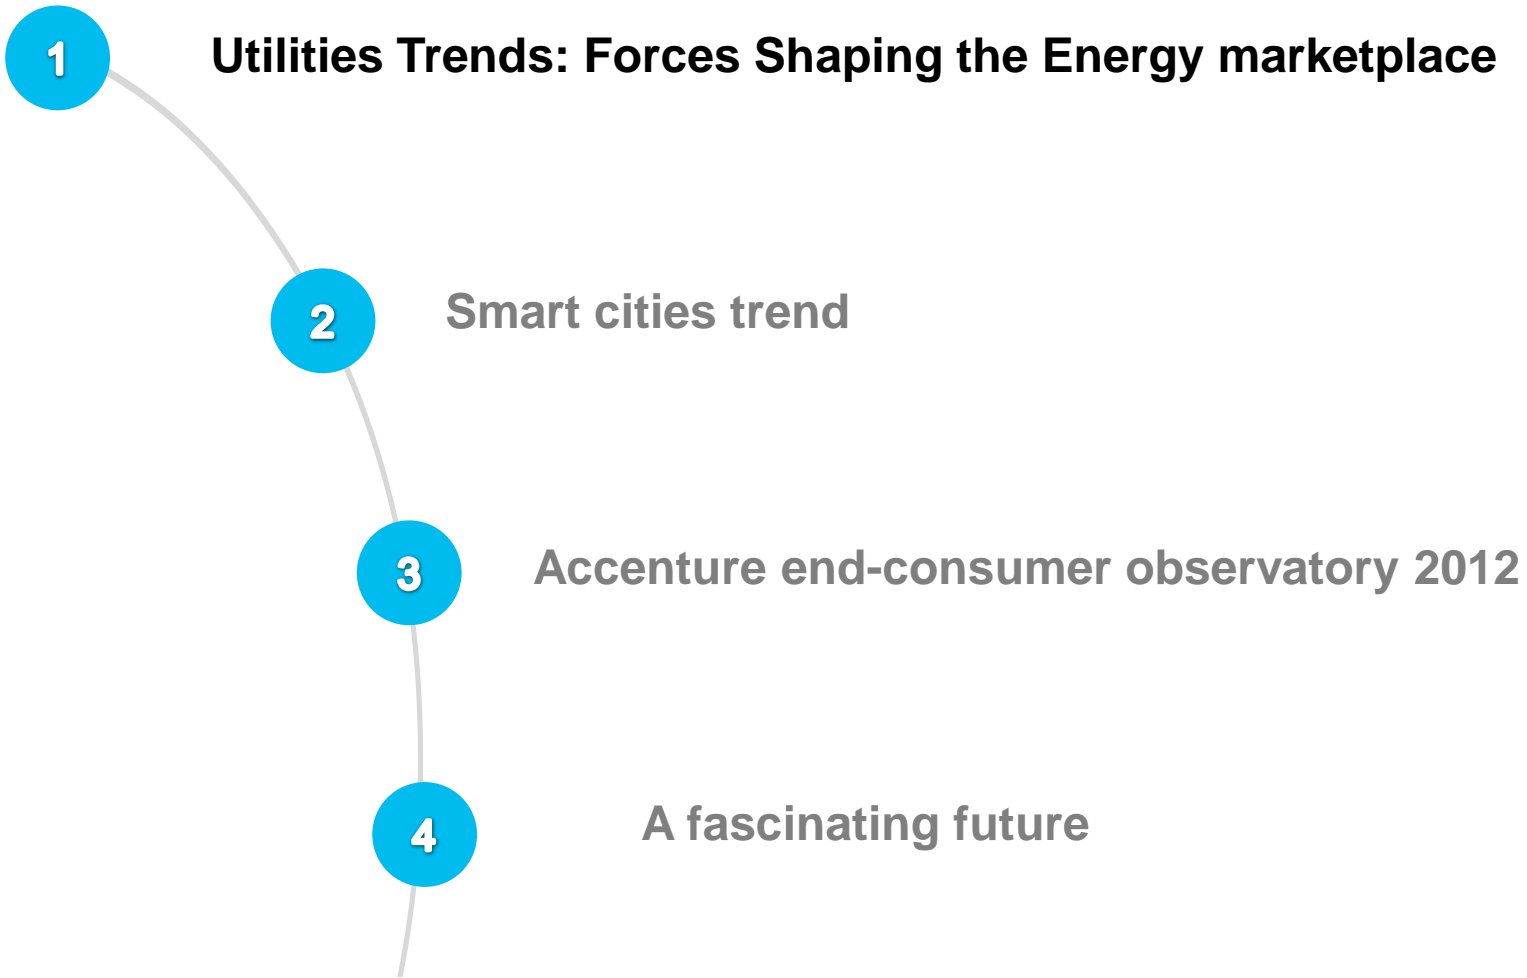 1 Utilities Trends: Forces Shaping the Energy marketplace
2 Smart cities trend
3 Accenture end-consumer observatory 2012
4 A fascinating future